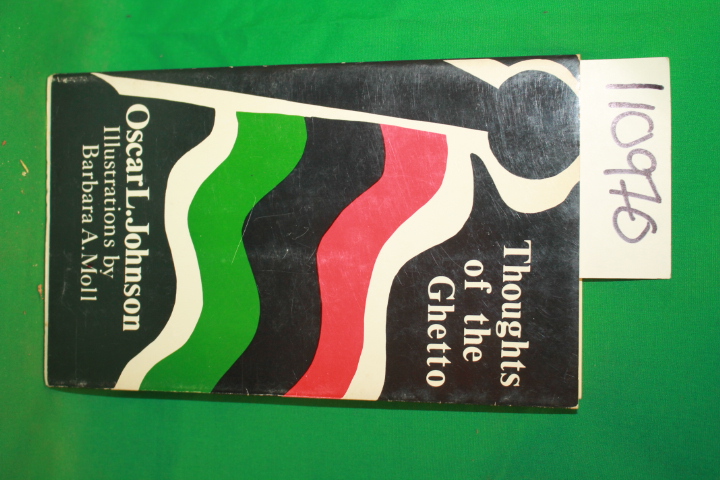 Thoughts
of the
Ghetto
Oscar L. Johnson
Illustrations by
Barbara A. Moll
110976